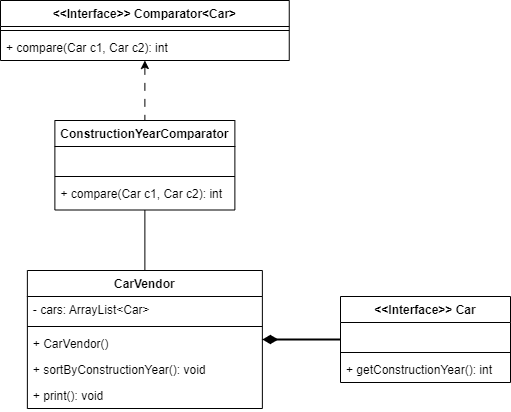 <<Interface>> Comparator<Car>
+ compare(Car c1, Car c2): int
ConstructionYearComparator
+ compare(Car c1, Car c2): int
CarVendor
- cars: ArrayList<Car>
+ CarVendor()
+ sortByConstructionYear(): void
+ print(): void
<<Interface>> Car
+ getConstructionYear(): int